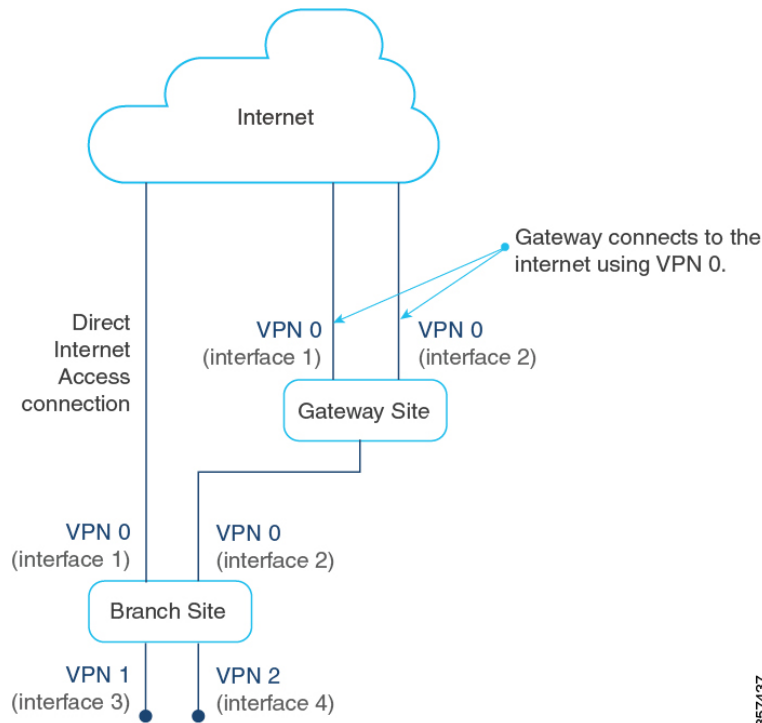 Internet
Gateway connects to the
internet using VPN 0.
Direct
Internet
Access
connection
VPN 0
(interface 1)
VPN 0
(interface 2)
Gateway Site
VPN 0
(interface 1)
VPN 0
(interface 2)
Branch Site
VPN 1
(interface 3)
VPN 2
(interface 4)
357437